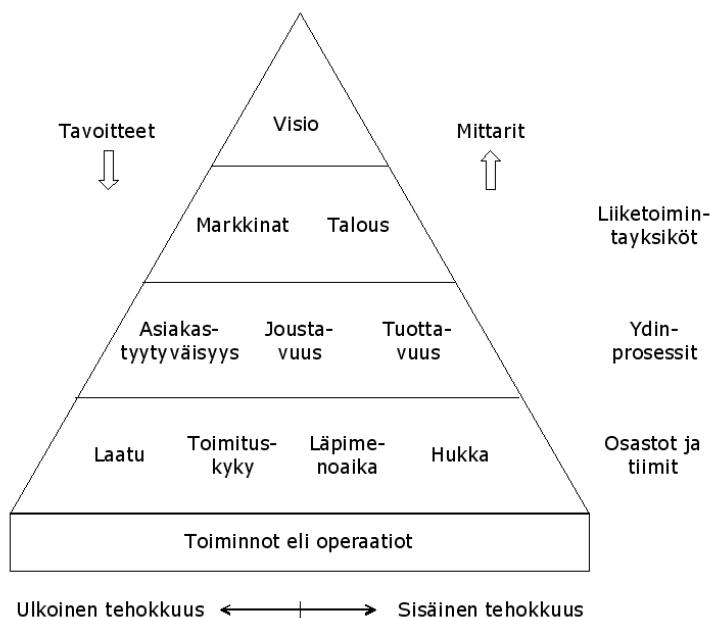 Visio
Tavoitteet
Mittarit
Markkinat Talous
Liiketoimin-
tayksiköt
Asiakas-
tyytyväisyys
Jousta-
vuus
Tuotta-
vuus
Ydin-
prosessit
Laatu
Toimitus-
kyky
Läpime-
noaika
Hukka
Osastot ja
tiimit
Toiminnot eli operaatiot
Ulkoinen tehokkuus
Sisäinen tehokkuus